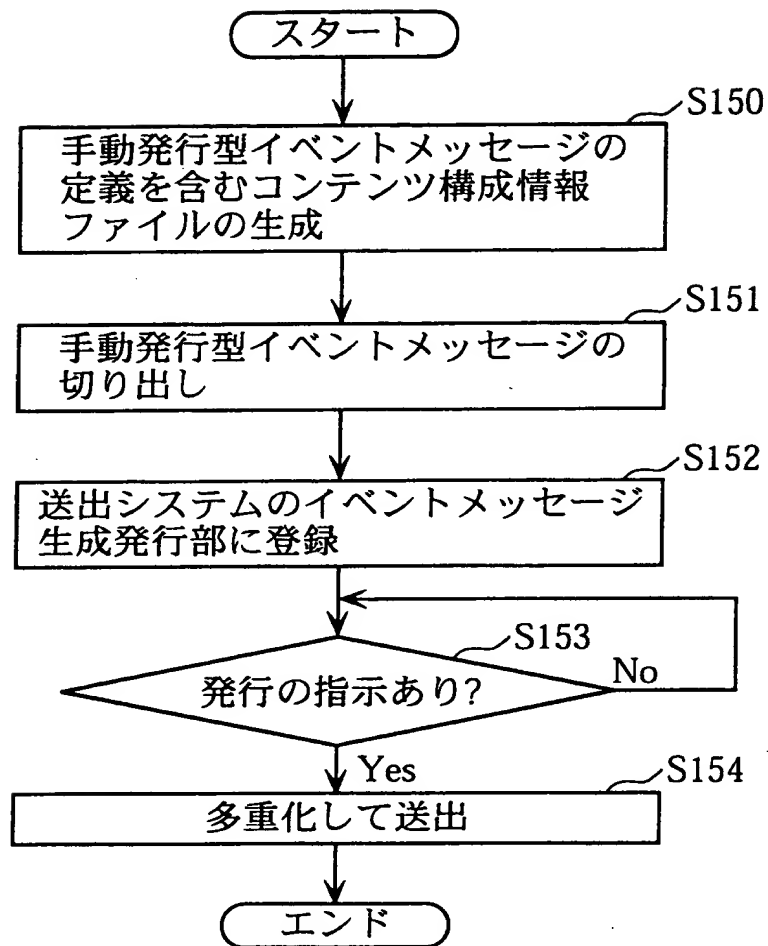 スタート
S150
手動発行型イベントメッセージの
定義を含むコンテンツ構成情報
ファイルの生成
S151
手動発行型イベントメッセージの
切り出し
S152
送出システムのイベントメッセージ
生成発行部に登録
S153
発行の指示あり?
No
Yes
S154
多重化して送出
エンド